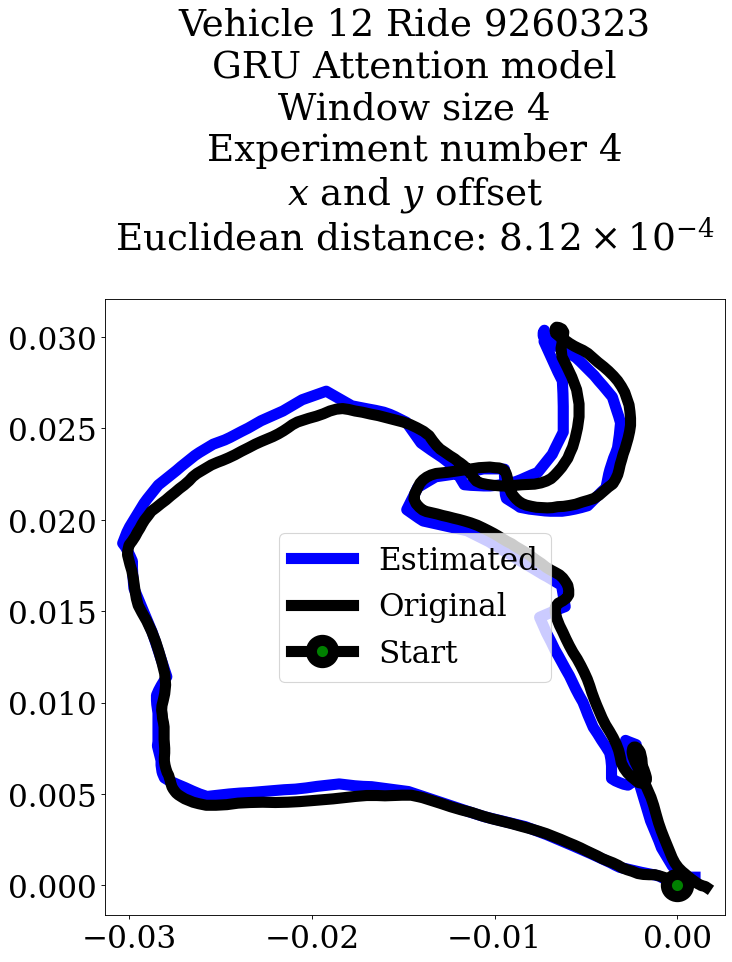 Vehicle 12 Ride 9260323
GRU Attention model
Window size 4
Experiment number 4
x and y offset
Euclidean distance: 8.12 × 10⁻⁴
0.030
0.025
0.020
0.015
0.010
0.005
0.000
Estimated
Original
Start
−0.03 −0.02 −0.01 0.00